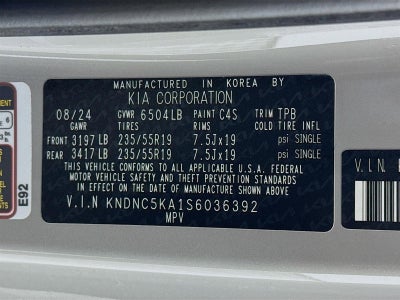 MANUFACTURED IN KOREA BY
KIA CORPORATION
08/24 GVWR 6504LB PAINT C4S TRIM TPB
GAWR TIRES RIMS COLD TIRE INFL
FRONT 3197LB 235/55R19 7.5Jx19 psi SINGLE
REAR 3417LB 235/55R19 7.5Jx19 psi SINGLE
THIS VEHICLE CONFORMS TO ALL APPLICABLE U.S.A. FEDERAL
MOTOR VEHICLE SAFETY AND THEFT PREVENTION STANDARDS
IN EFFECT ON THE DATE OF MANUFACTURE SHOWN ABOVE.
V.I.N KNDNC5KA1S6036392
MPV
E92
V.I.N.